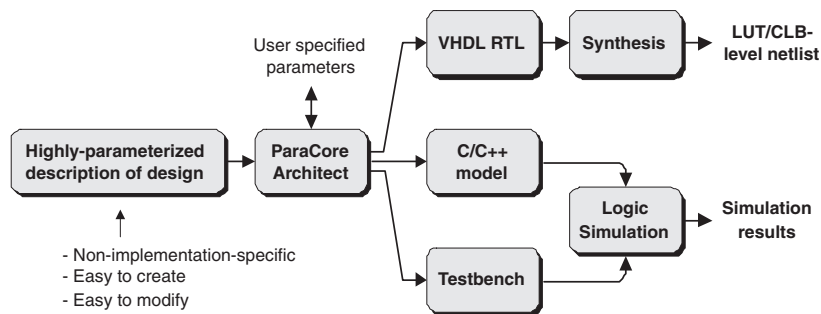 User specified
parameters
VHDL RTL
Synthesis
LUT/CLB-
level netlist
Highly-parameterized
description of design
ParaCore
Architect
C/C++
model
Logic
Simulation
Simulation
results
- Non-implementation-specific
- Easy to create
- Easy to modify
Testbench